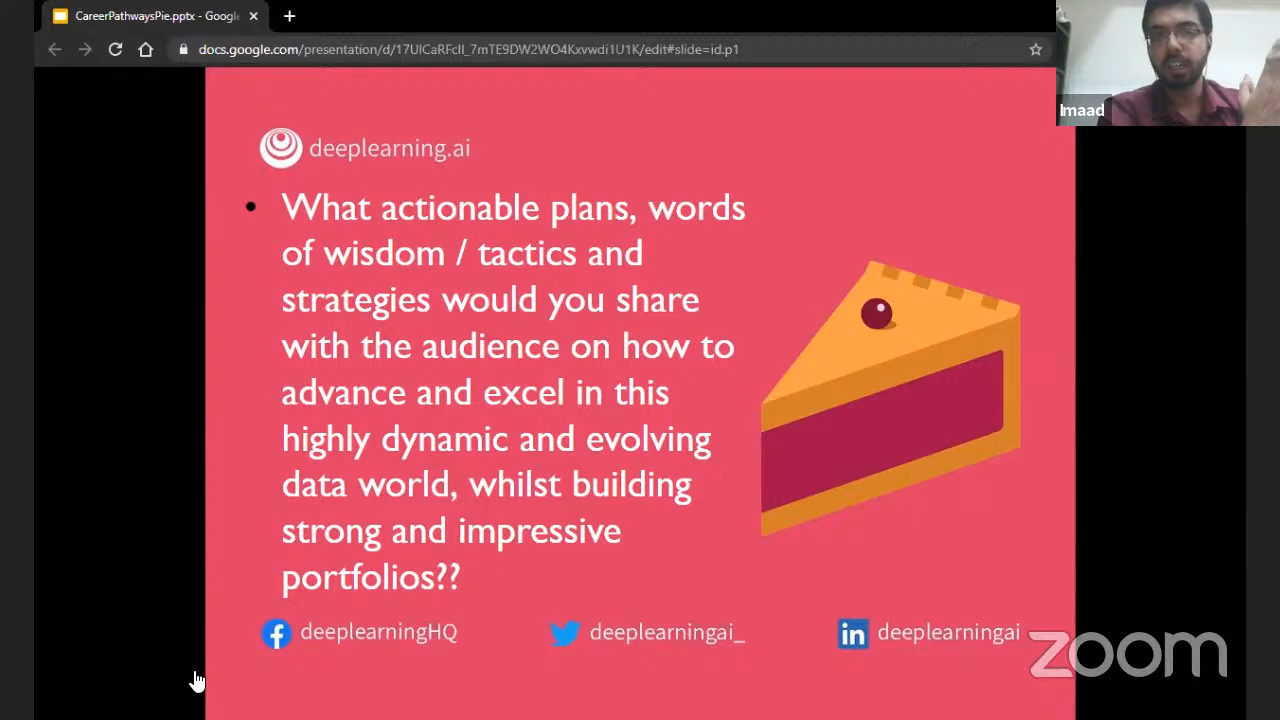 CareerPathwaysPie.pptx - Google
docs.google.com/presentation/d/17UlCaRFcIl_7mTE9DW2WO4Kxvwdi1U1K/edit#slide=id.p1
Imaad
deeplearning.ai
• What actionable plans, words
of wisdom / tactics and
strategies would you share
with the audience on how to
advance and excel in this
highly dynamic and evolving
data world, whilst building
strong and impressive
portfolios??
deeplearningHQ
deeplearningai_
deeplearningai
zoom